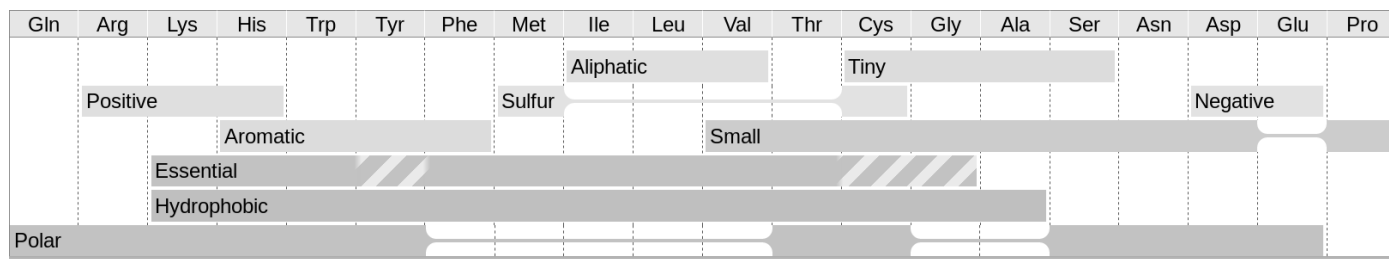 Gln Arg Lys His Trp Tyr Phe Met Ile Leu Val Thr Cys Gly Ala Ser Asn Asp Glu Pro
Aliphatic Tiny
Positive Sulfur Negative
Aromatic Small
Essential
Hydrophobic
Polar